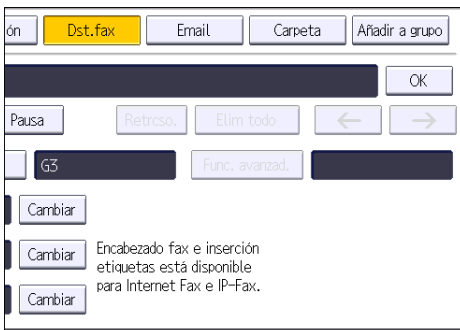 ón Dst.fax Email Carpeta Añadir a grupo
OK
Pausa Retrcso. Elim todo ← →
G3 Func. avanzad.
Cambiar
Cambiar Encabezado fax e inserción
etiquetas está disponible
Cambiar para Internet Fax e IP-Fax.